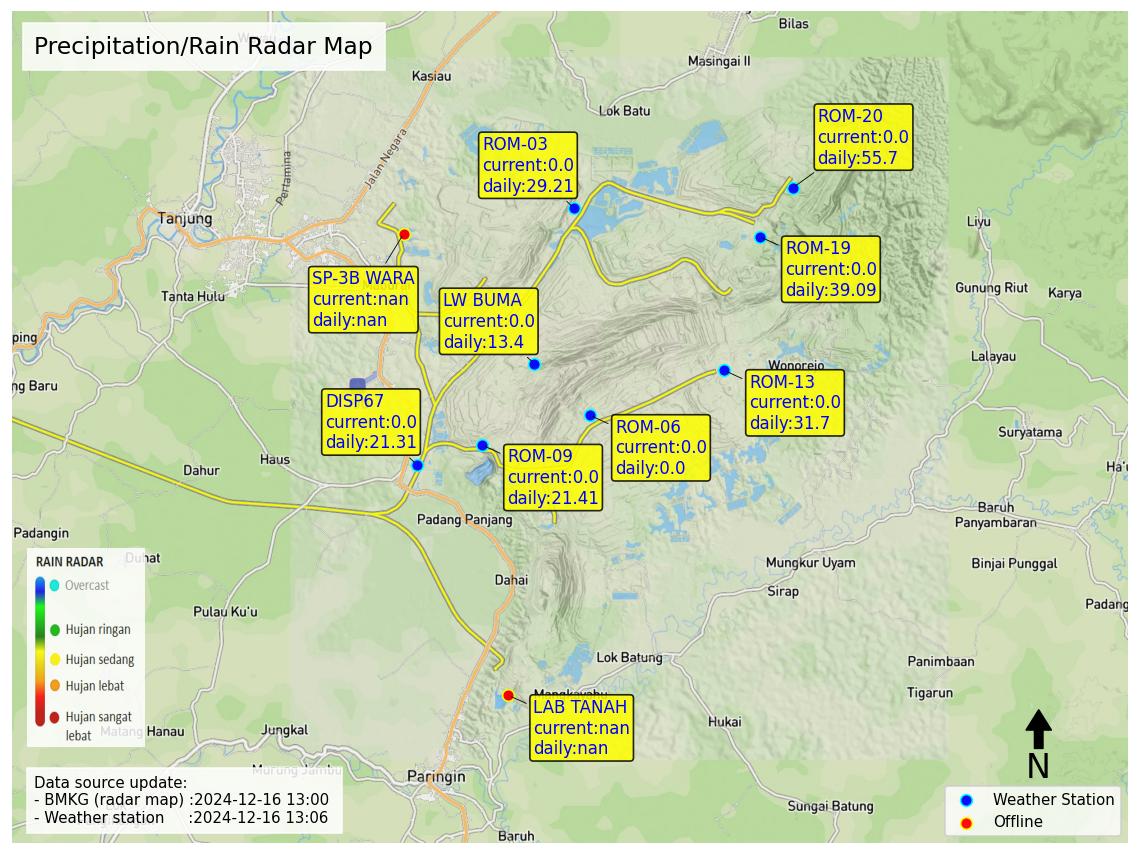 Precipitation/Rain Radar Map
Bilas
Masingai II
Kasiau
Lok Batu
Jalan Negara
Pertamina
Tanjung
Tanta Hulu
ROM-03
current:0.0
daily:29.21
ROM-20
current:0.0
daily:55.7
ROM-19
current:0.0
daily:39.09
SP-3B WARA
current:nan
daily:nan
LW BUMA
current:0.0
daily:13.4
Liyu
Gunung Riut
Karya
Lalayau
Wonorejo
ROM-13
current:0.0
daily:31.7
ping
ng Baru
DISP67
current:0.0
daily:21.31
ROM-06
current:0.0
daily:0.0
ROM-09
current:0.0
daily:21.41
Suryatama
Ha'u
Dahur
Haus
Padang Panjang
Baruh
Panyambaran
Padangin
Duhat
Binjai Punggal
Mungkur Uyam
Sirap
Padang
Dahai
Pulau Ku'u
RAIN RADAR
Overcast
Hujan ringan
Hujan sedang
Hujan lebat
Hujan sangat
lebat
Lok Batung
Panimbaan
Tigarun
Mangkayahu
LAB TANAH
current:nan
daily:nan
Hukai
Matang Hanau
Jungkal
Murung Jambu
Paringin
Sungai Batung
Baruh
Data source update:
- BMKG (radar map) :2024-12-16 13:00
- Weather station :2024-12-16 13:06
N
Weather Station
Offline